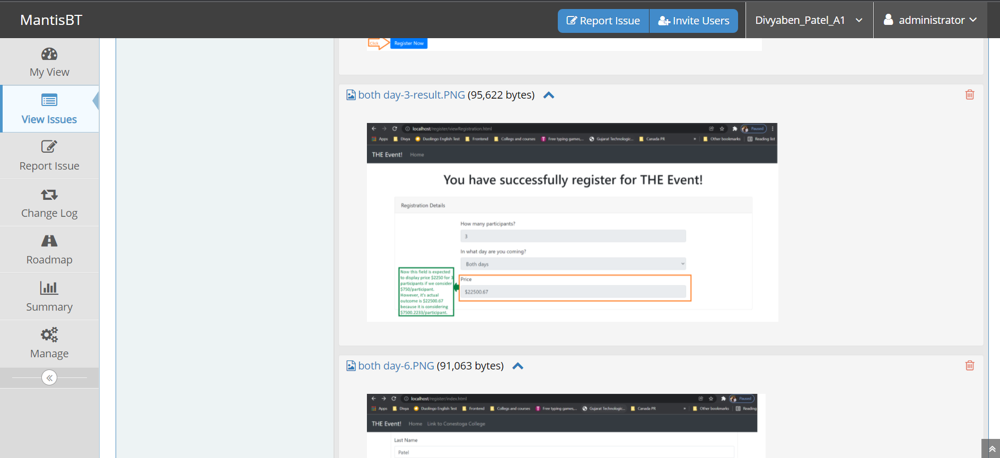 MantisBT
Report Issue
Invite Users
Divyaben_Patel_A1
administrator
My View
View Issues
Report Issue
Change Log
Roadmap
Summary
Manage
Click
Register Now
both day-3-result.PNG (95,622 bytes)
localhost/register/viewRegistration.html
Paused
Apps
Divya
Duolingo English Test
Frontend
Collegs and courses
Free typing games,...
Gujarat Technologic...
Canada PR
»
Other bookmarks
Reading list
THE Event!
Home
You have successfully register for THE Event!
Registration Details
How many participants?
3
In what day are you coming?
Both days
Price
$22500.67
Now this field is expected
to display price $2250 for 3
participants if we consider
$750/participant.
However, it's actual
outcome is $22500.67
because it is considering
$7500.2233/participant.
both day-6.PNG (91,063 bytes)
localhost/register/index.html
Paused
Apps
Divya
Duolingo English Test
Frontend
Collegs and courses
Free typing games,...
Gujarat Technologic...
Canada PR
»
Other bookmarks
Reading
THE Event!
Home
Link to Conestoga College
Last Name
Patel